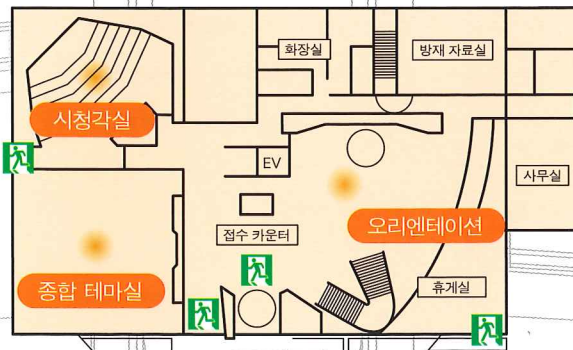 화장실
방재 자료실
시청각실
EV
사무실
오리엔테이션
접수 카운터
종합 테마실
휴게실